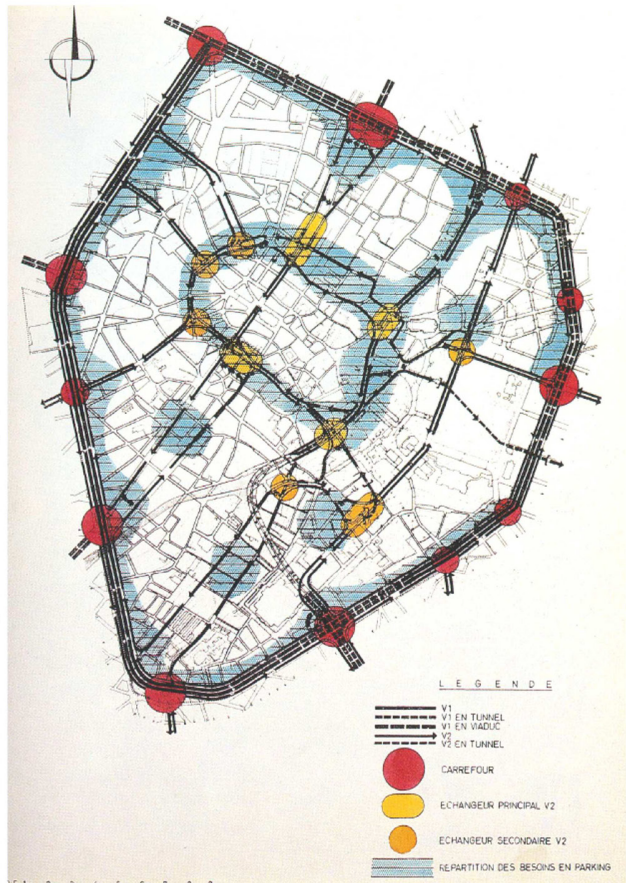 LEGENDE
V1
V1 EN TUNNEL
V1 EN VIADUC
V2
V2 EN TUNNEL
CARREFOUR
ECHANGEUR PRINCIPAL V2
ECHANGEUR SECONDAIRE V2
REPARTITION DES BESOINS EN PARKING